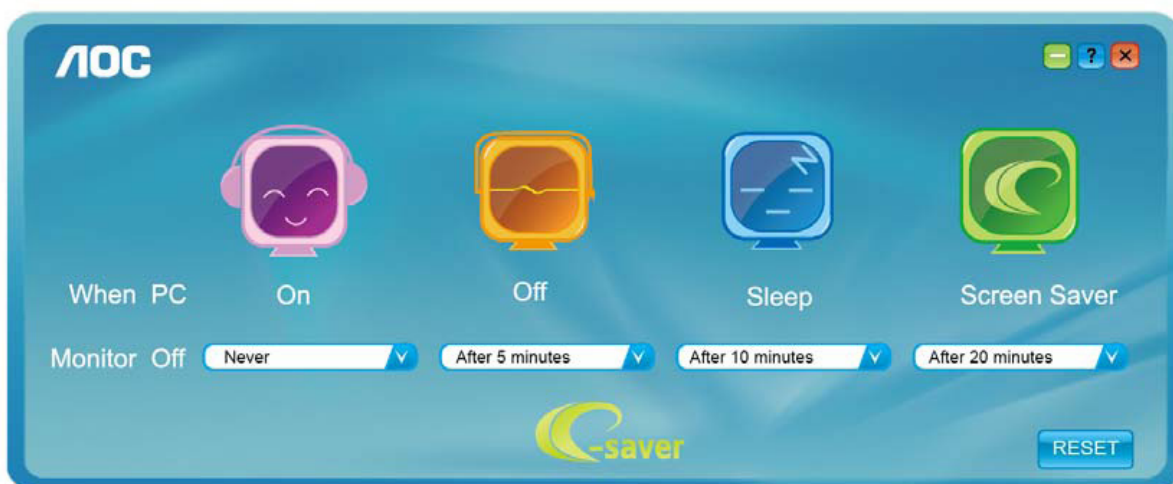 AOC
?
When PC On Off Sleep Screen Saver
Monitor Off Never After 5 minutes After 10 minutes After 20 minutes
e-saver
RESET